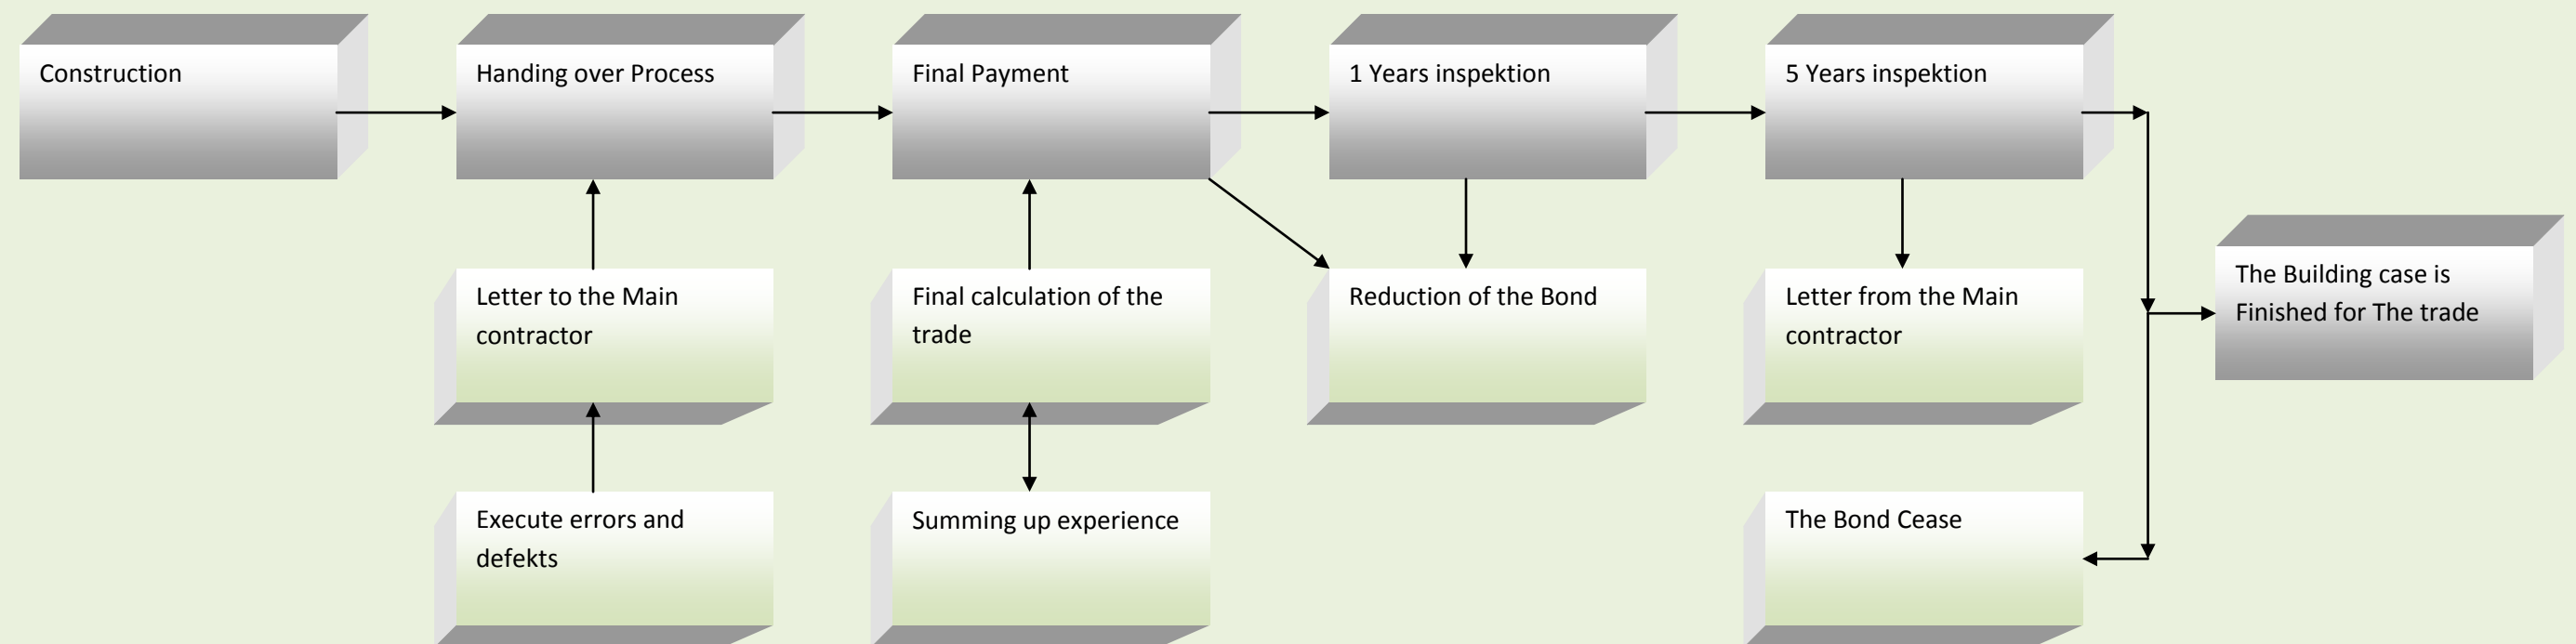 Construction
Handing over Process
Final Payment
1 Years inspektion
5 Years inspektion
Letter to the Main
contractor
Final calculation of the
trade
Reduction of the Bond
Letter from the Main
contractor
The Building case is
Finished for The trade
Execute errors and
defekts
Summing up experience
The Bond Cease